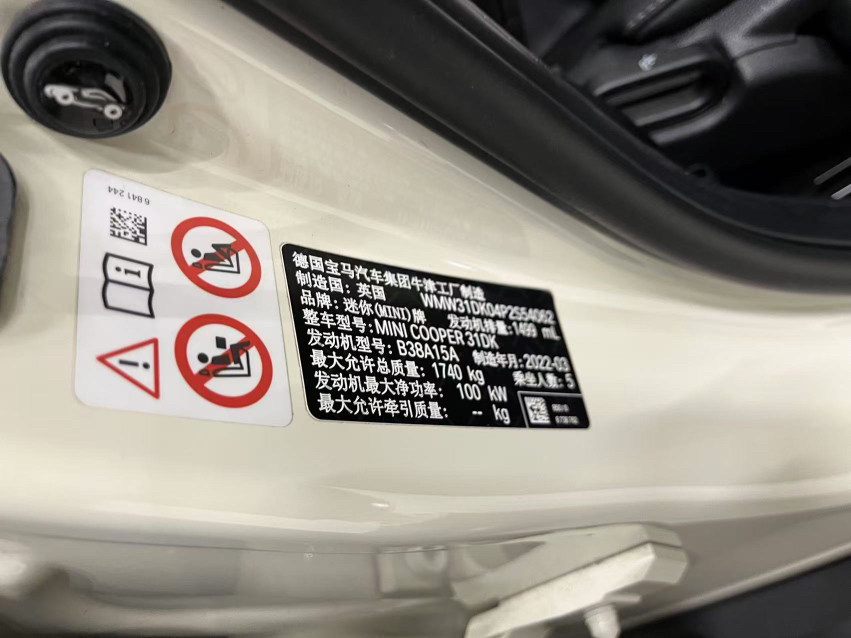 6 841 244
德国宝马汽车集团牛津工厂制造
制造国: 英国 WMW31DK04P2S54062
品牌: 迷你(MINI)牌 发动机排量: 1499 mL
整车型号: MINI COOPER 31DK
发动机型号: B38A15A 制造年月: 2022-03
最大允许总质量: 1740 kg 乘坐人数: 5
发动机最大净功率: 100 kW
最大允许牵引质量: -- kg